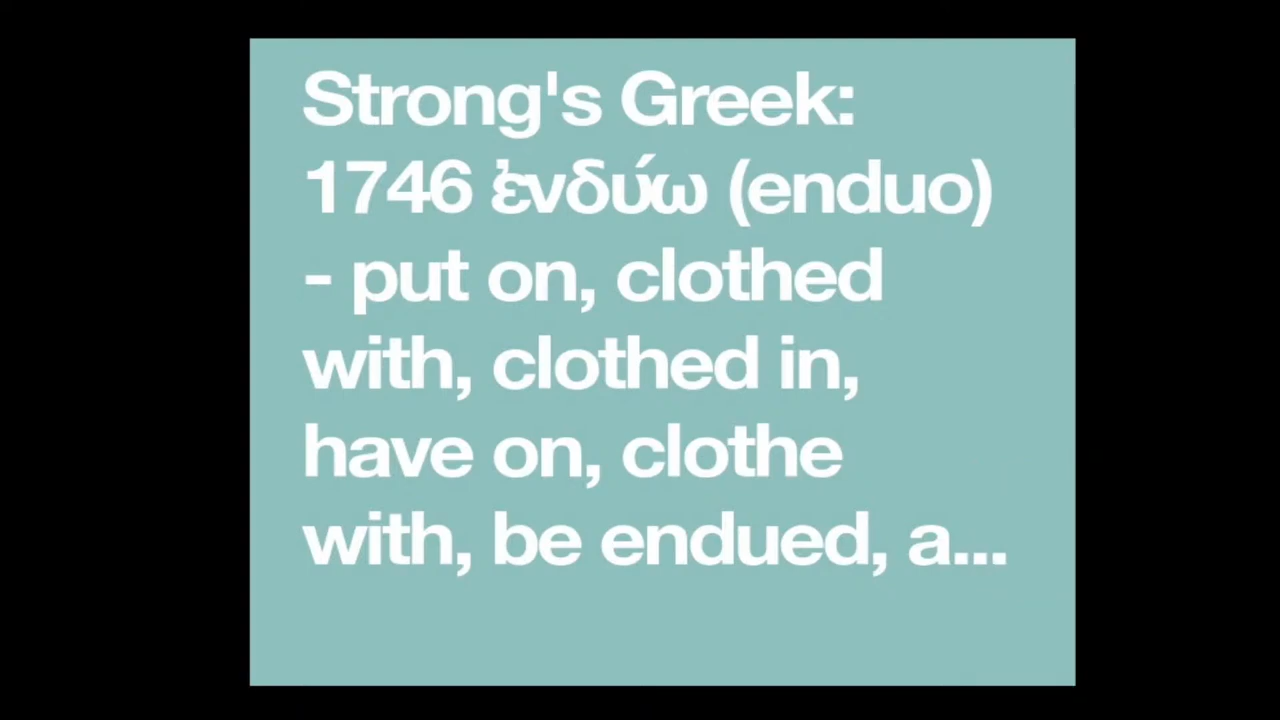 Strong's Greek:
1746 ἐνδύω (enduo)
- put on, clothed
with, clothed in,
have on, clothe
with, be endued, a...